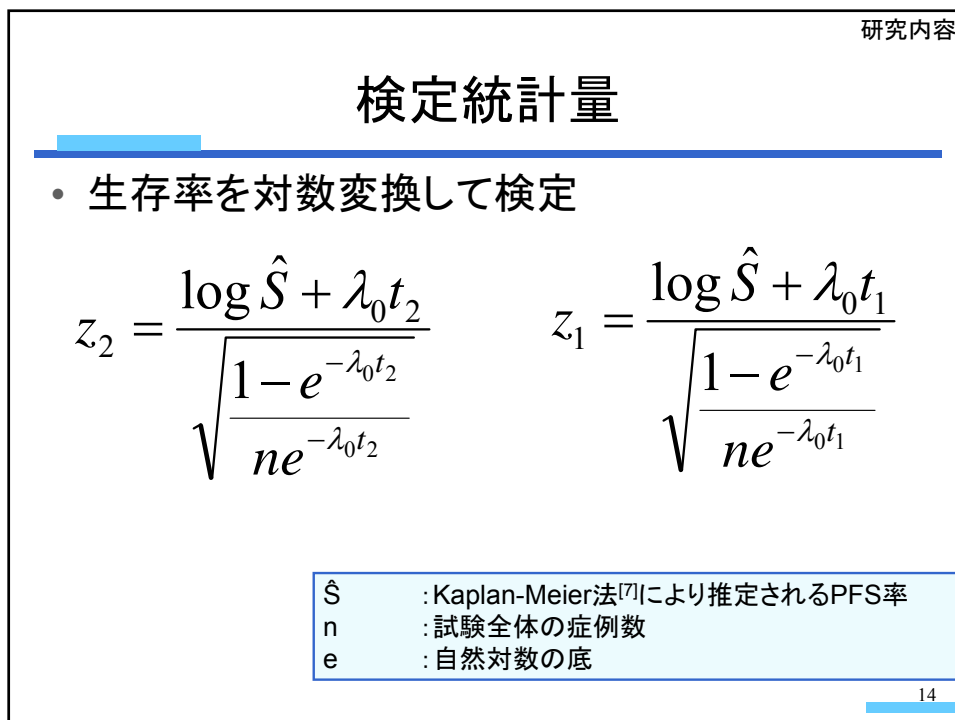 研究内容
検定統計量
• 生存率を対数変換して検定
z₂ = (log Ŝ + λ₀t₂) / √((1 − e^(−λ₀t₂)) / (ne^(−λ₀t₂)))
z₁ = (log Ŝ + λ₀t₁) / √((1 − e^(−λ₀t₁)) / (ne^(−λ₀t₁)))
Ŝ :Kaplan-Meier法[7]により推定されるPFS率
n :試験全体の症例数
e :自然対数の底
14